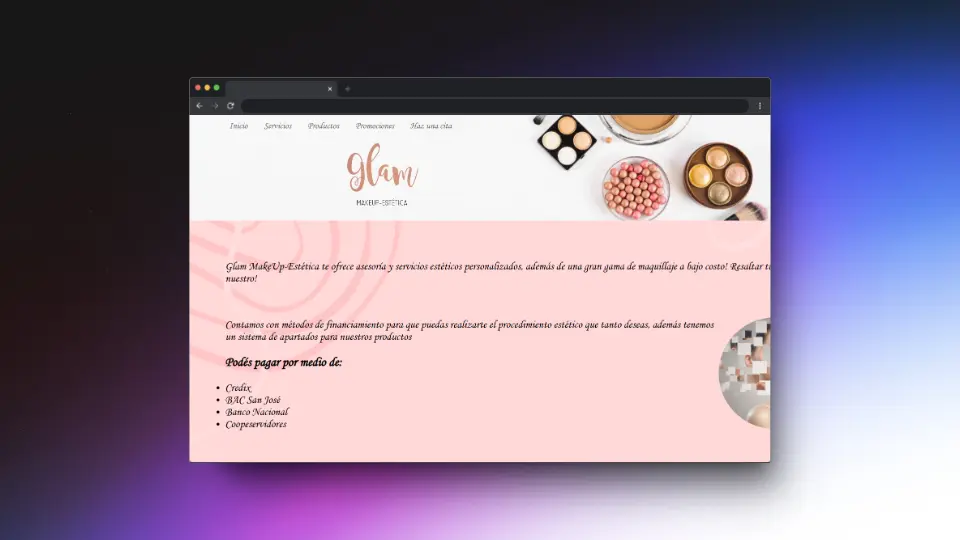 Inicio Servicios Productos Promociones Haz una cita
Glam
MAKEUP-ESTÉTICA
Glam MakeUp-Estética te ofrece asesoría y servicios estéticos personalizados, además de una gran gama de maquillaje a bajo costo! Resaltar
nuestro!
Contamos con métodos de financiamiento para que puedas realizarte el procedimiento estético que tanto deseas, además tenemos
un sistema de apartados para nuestros productos
Podés pagar por medio de:
Credix
BAC San José
Banco Nacional
Coopeservidores